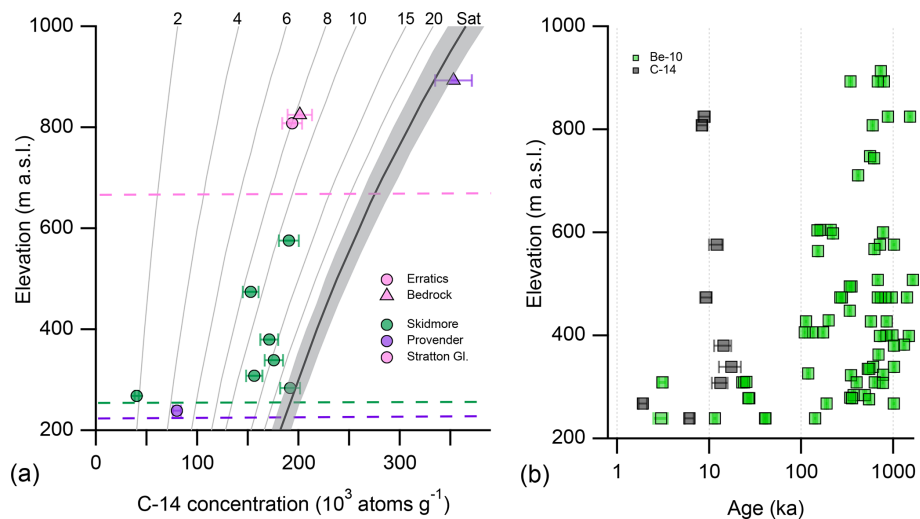 2 4 6 8 10 15 20 Sat
1000
800
600
400
200
Elevation (m a.s.l.)
Erratics
Bedrock
Skidmore
Provender
Stratton Gl.
0 100 200 300
C-14 concentration (10³ atoms g⁻¹)
(a)
1000
800
600
400
200
Elevation (m a.s.l.)
Be-10
C-14
1 10 100 1000
Age (ka)
(b)